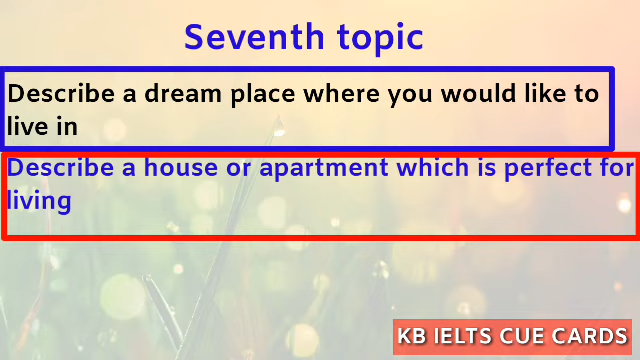 Seventh topic
Describe a dream place where you would like to
live in
Describe a house or apartment which is perfect for
living
KB IELTS CUE CARDS